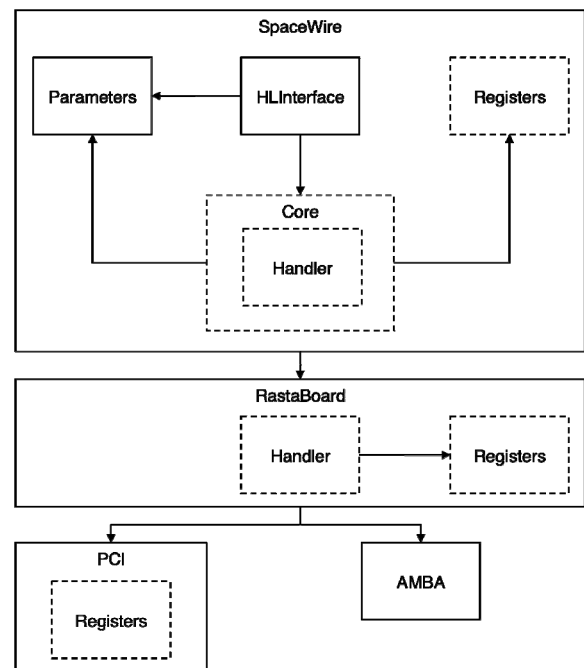 SpaceWire
Parameters
HLInterface
Registers
Core
Handler
RastaBoard
Handler
Registers
PCI
Registers
AMBA